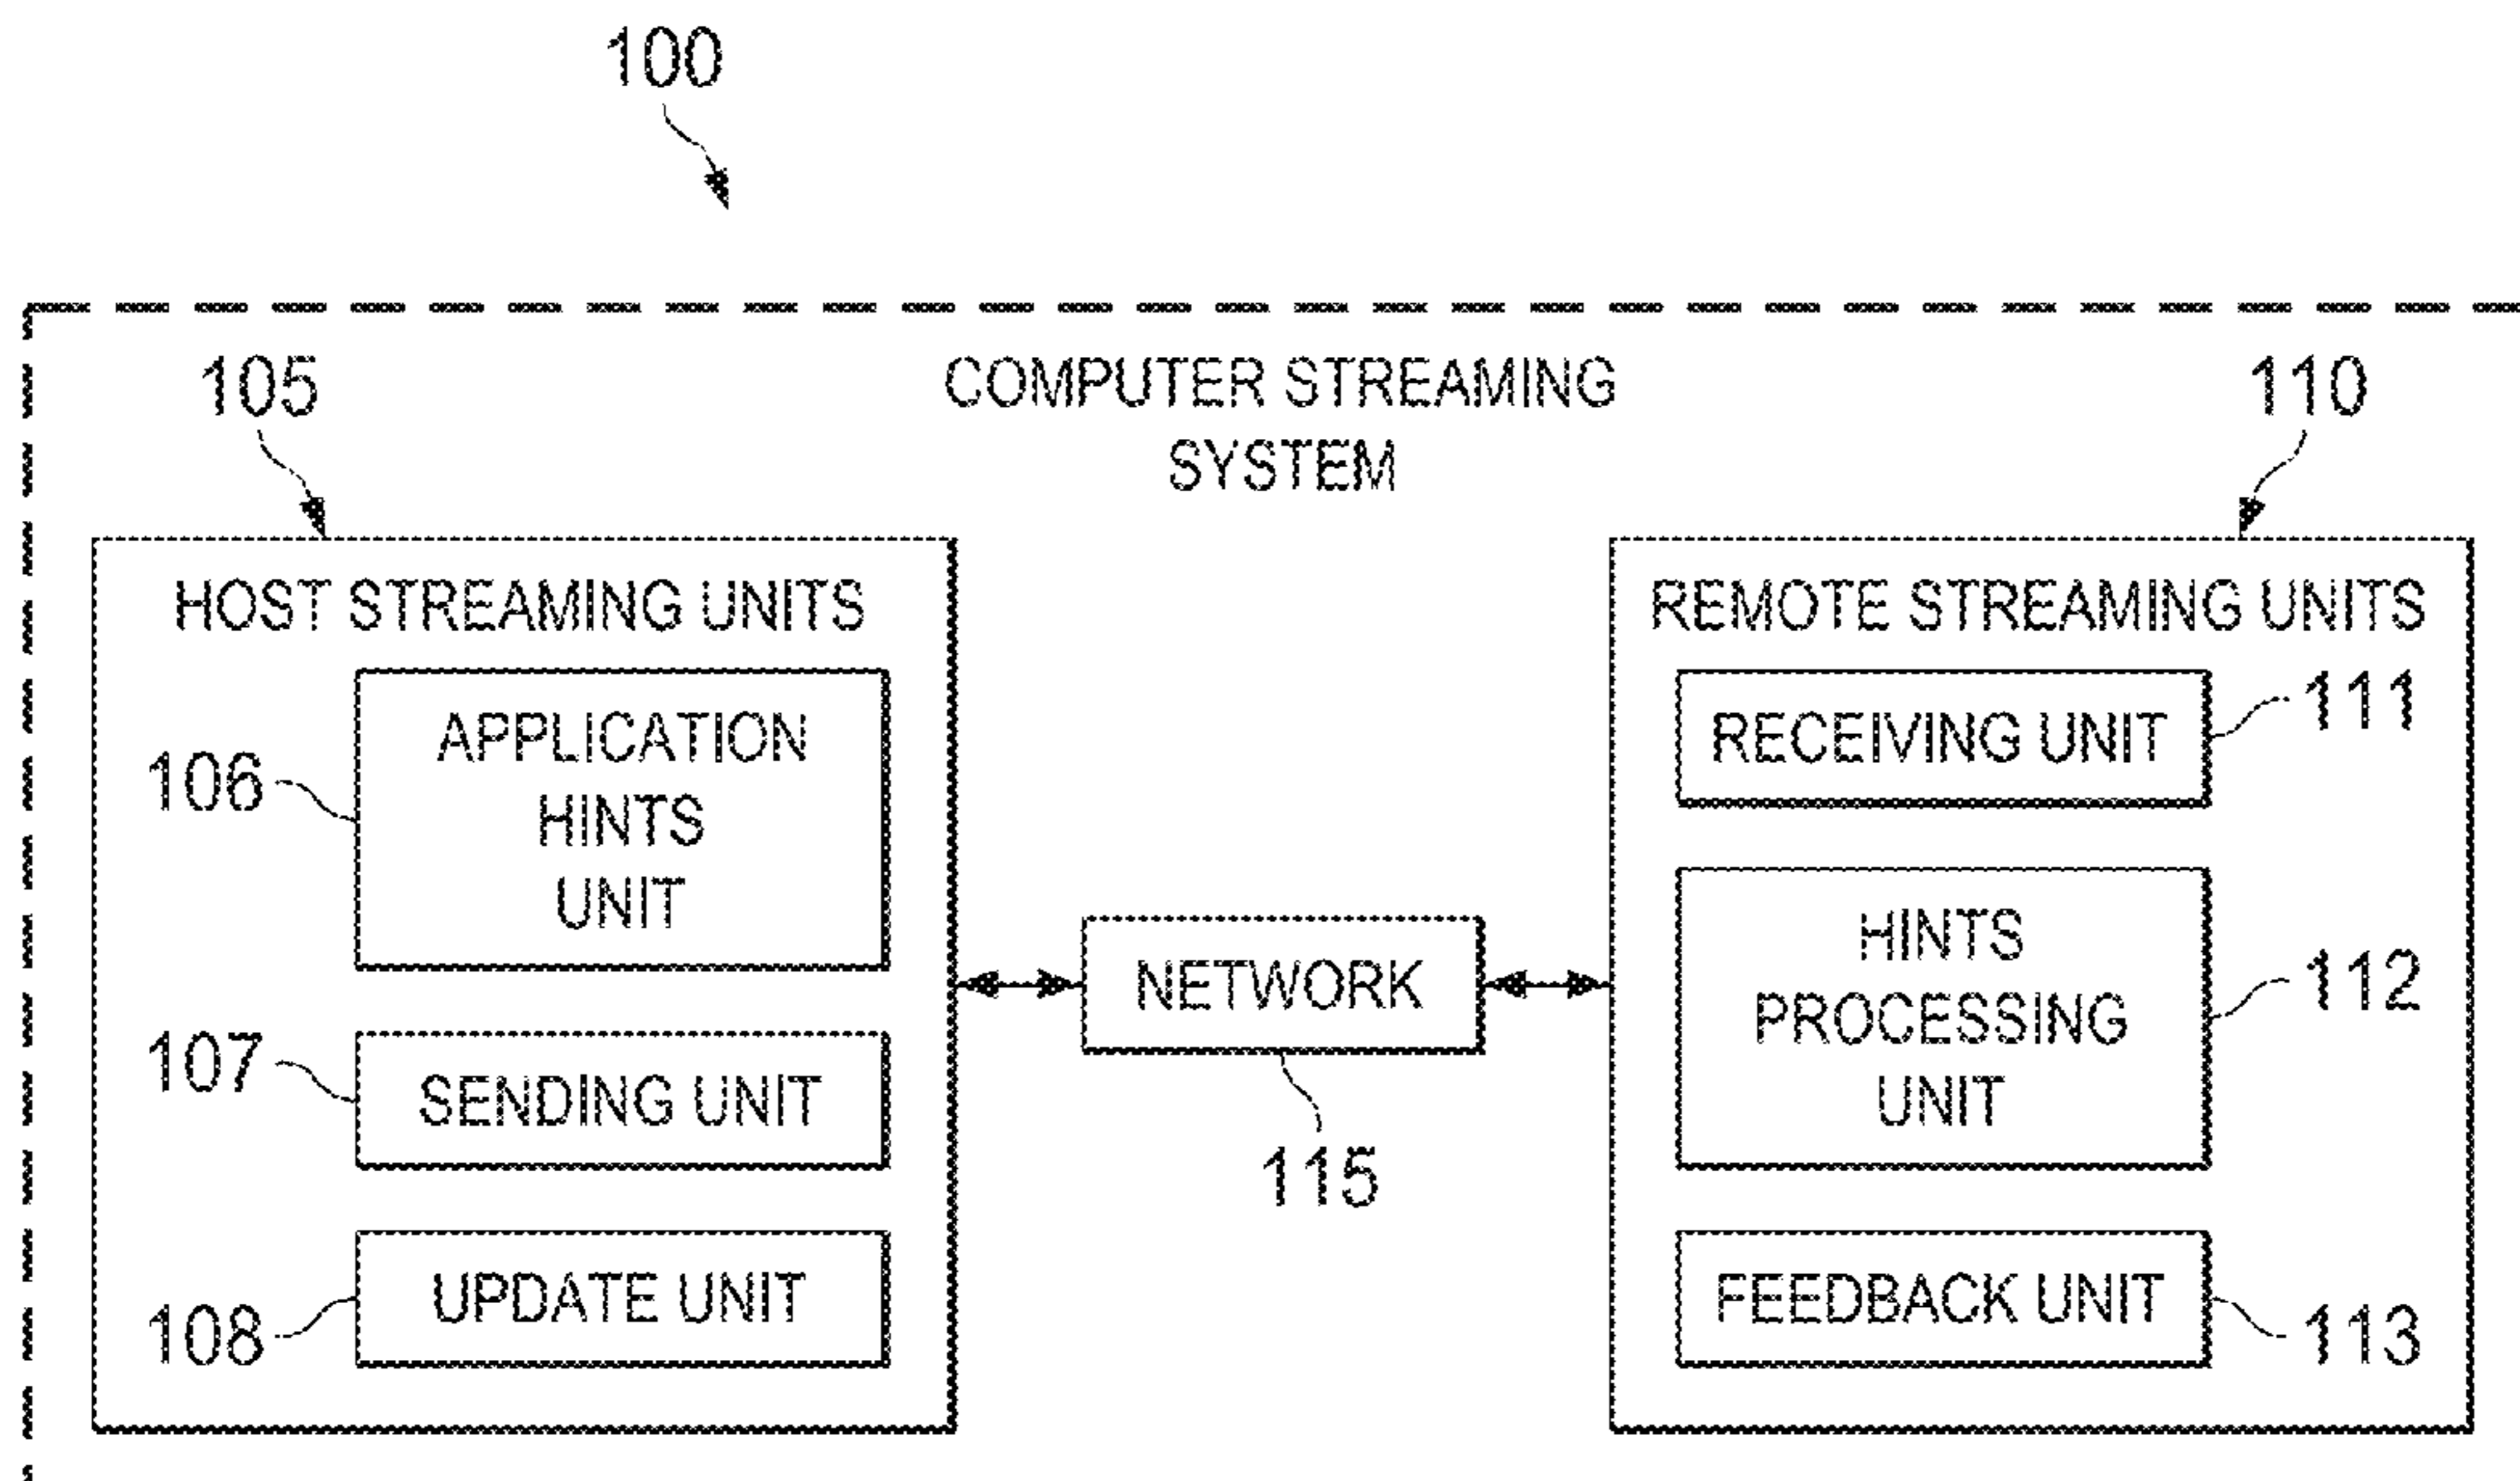 100
COMPUTER STREAMING
SYSTEM
105
110
HOST STREAMING UNITS
APPLICATION
HINTS
UNIT
106
SENDING UNIT
107
UPDATE UNIT
108
NETWORK
115
REMOTE STREAMING UNITS
RECEIVING UNIT
111
HINTS
PROCESSING
UNIT
112
FEEDBACK UNIT
113